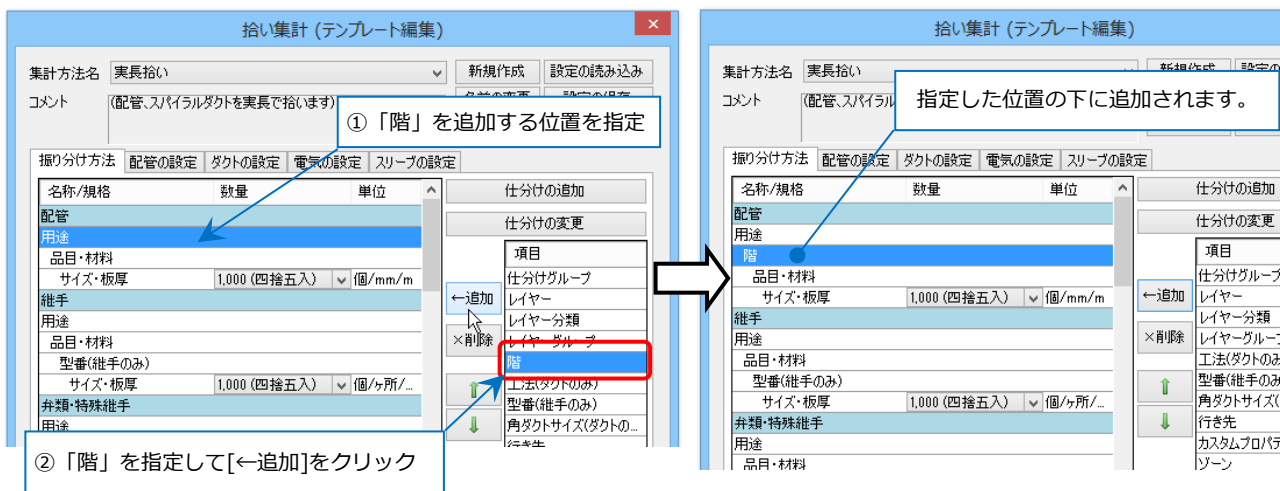 拾い集計 (テンプレート編集)
×
集計方法名 実長拾い 新規作成 設定の読み込み
コメント (配管、スパイラルダクトを実長で拾います)
①「階」を追加する位置を指定
振り分け方法 配管の設定 ダクトの設定 電気の設定 スリーブの設定
名称/規格 数量 単位
仕分けの追加
配管
仕分けの変更
用途
品目・材料
サイズ・板厚 1,000 (四捨五入) 個/mm/m
継手
用途
品目・材料
型番(継手のみ)
サイズ・板厚 1,000 (四捨五入) 個/ヶ所/...
弁類・特殊継手
用途
項目
仕分けグループ
←追加
レイヤー
レイヤー分類
×削除
レイヤーグループ
階
工法(ダクトのみ)
型番(継手のみ)
角ダクトサイズ(ダクトの...
行き先
②「階」を指定して[←追加]をクリック
拾い集計 (テンプレート編集)
集計方法名 実長拾い
コメント (配管、スパイラル
指定した位置の下に追加されます。
振り分け方法 配管の設定 ダクトの設定 電気の設定 スリーブの設定
名称/規格 数量 単位
仕分けの追加
配管
仕分けの変更
用途
階
品目・材料
サイズ・板厚 1,000 (四捨五入) 個/mm/m
継手
用途
品目・材料
型番(継手のみ)
サイズ・板厚 1,000 (四捨五入) 個/ヶ所/...
弁類・特殊継手
用途
品目・材料
項目
仕分けグループ
←追加
レイヤー
レイヤー分類
×削除
レイヤーグループ
工法(ダクトのみ
型番(継手のみ
角ダクトサイズ(
行き先
カスタムプロパテ
ゾーン